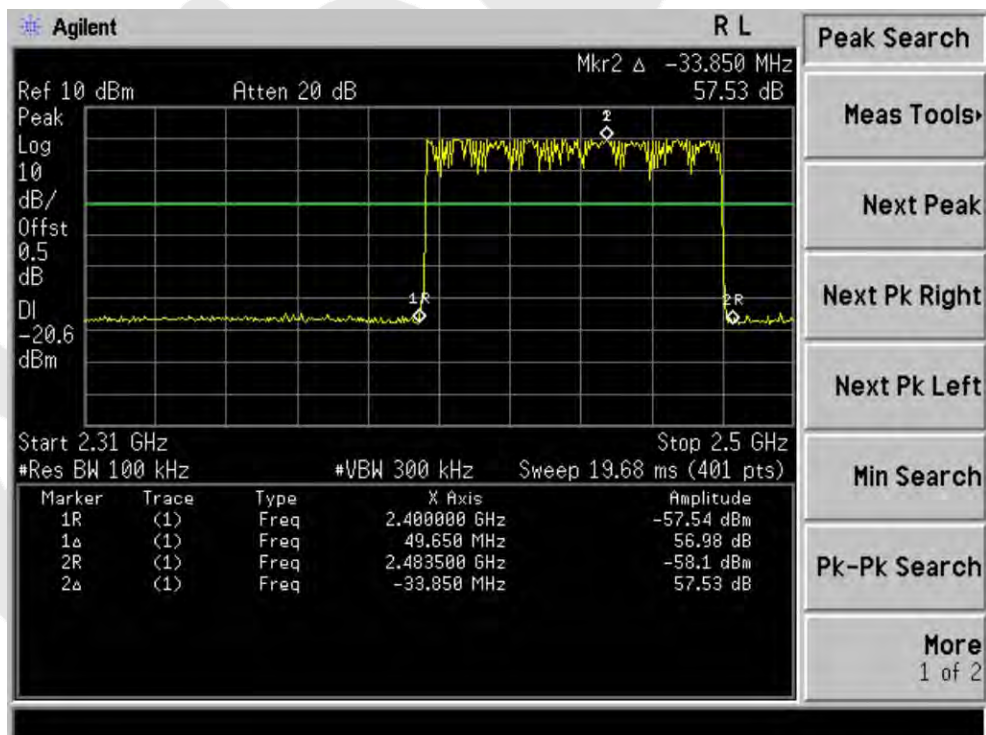 Agilent R L
Mkr2 Δ -33.850 MHz
Ref 10 dBm Atten 20 dB 57.53 dB
Peak
Log
10
dB/
Offst
0.5
dB
DI
-20.6
dBm
2
1R
2R
Start 2.31 GHz Stop 2.5 GHz
#Res BW 100 kHz #VBW 300 kHz Sweep 19.68 ms (401 pts)
Marker Trace Type X Axis Amplitude
1R (1) Freq 2.400000 GHz -57.54 dBm
1Δ (1) Freq 49.650 MHz 56.98 dB
2R (1) Freq 2.483500 GHz -58.1 dBm
2Δ (1) Freq -33.850 MHz 57.53 dB
Peak Search
Meas Tools
Next Peak
Next Pk Right
Next Pk Left
Min Search
Pk-Pk Search
More
1 of 2